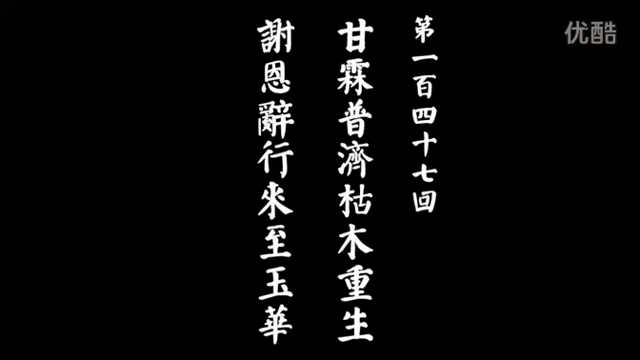 第一百四十七回
甘霖普濟枯木重生
謝恩辭行來至玉華
优酷